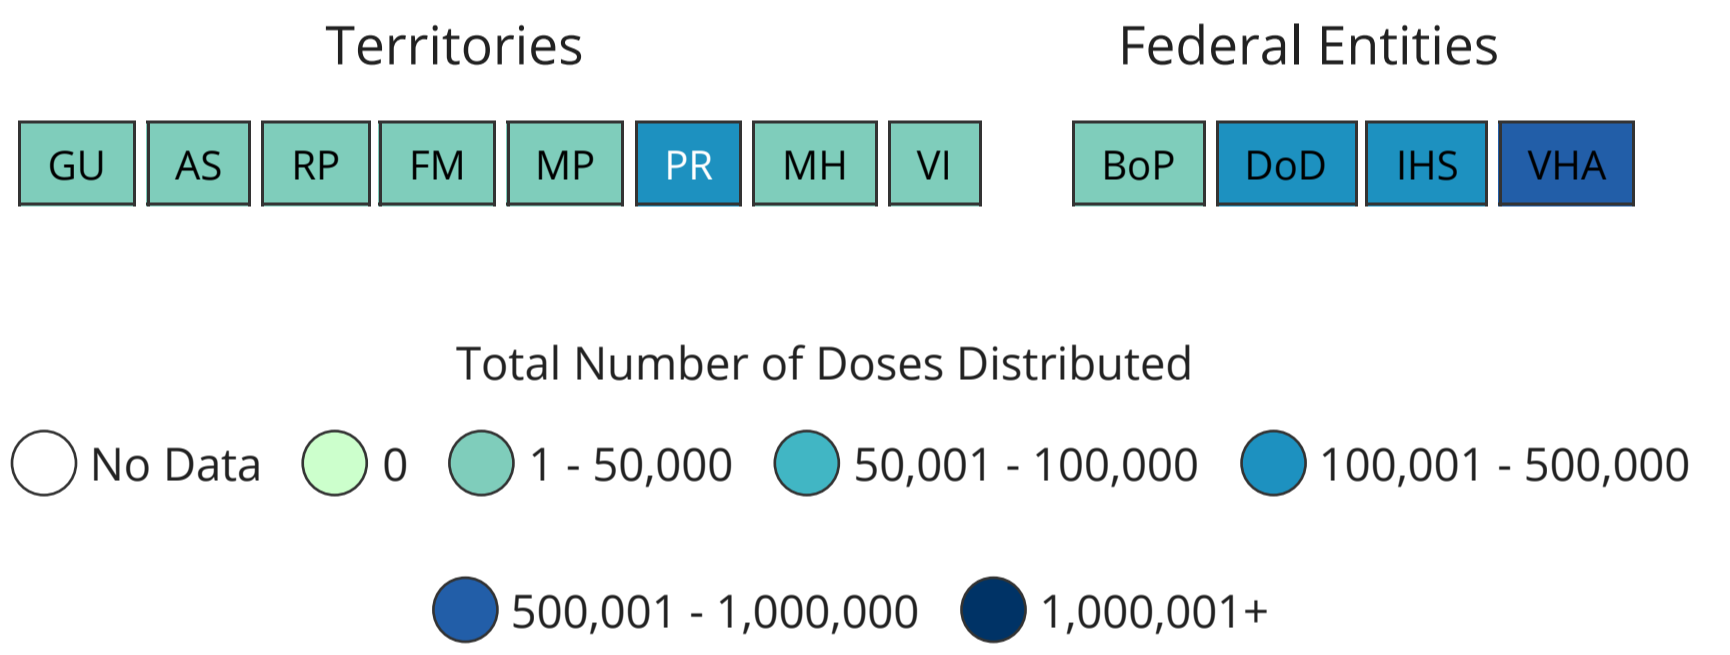 Territories Federal Entities
GU AS RP FM MP PR MH VI BoP DoD IHS VHA
Total Number of Doses Distributed
No Data 0 1 - 50,000 50,001 - 100,000 100,001 - 500,000
500,001 - 1,000,000 1,000,001+